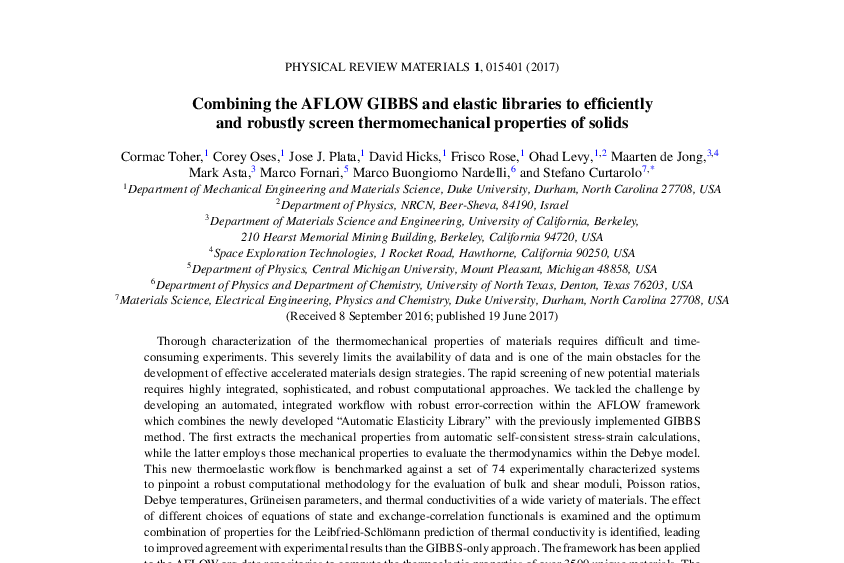 PHYSICAL REVIEW MATERIALS 1, 015401 (2017)
Combining the AFLOW GIBBS and elastic libraries to efficiently
and robustly screen thermomechanical properties of solids
Cormac Toher,1 Corey Oses,1 Jose J. Plata,1 David Hicks,1 Frisco Rose,1 Ohad Levy,1,2 Maarten de Jong,3,4
Mark Asta,3 Marco Fornari,5 Marco Buongiorno Nardelli,6 and Stefano Curtarolo7,*
1Department of Mechanical Engineering and Materials Science, Duke University, Durham, North Carolina 27708, USA
2Department of Physics, NRCN, Beer-Sheva, 84190, Israel
3Department of Materials Science and Engineering, University of California, Berkeley,
210 Hearst Memorial Mining Building, Berkeley, California 94720, USA
4Space Exploration Technologies, 1 Rocket Road, Hawthorne, California 90250, USA
5Department of Physics, Central Michigan University, Mount Pleasant, Michigan 48858, USA
6Department of Physics and Department of Chemistry, University of North Texas, Denton, Texas 76203, USA
7Materials Science, Electrical Engineering, Physics and Chemistry, Duke University, Durham, North Carolina 27708, USA
(Received 8 September 2016; published 19 June 2017)
Thorough characterization of the thermomechanical properties of materials requires difficult and time-
consuming experiments. This severely limits the availability of data and is one of the main obstacles for the
development of effective accelerated materials design strategies. The rapid screening of new potential materials
requires highly integrated, sophisticated, and robust computational approaches. We tackled the challenge by
developing an automated, integrated workflow with robust error-correction within the AFLOW framework
which combines the newly developed “Automatic Elasticity Library” with the previously implemented GIBBS
method. The first extracts the mechanical properties from automatic self-consistent stress-strain calculations,
while the latter employs those mechanical properties to evaluate the thermodynamics within the Debye model.
This new thermoelastic workflow is benchmarked against a set of 74 experimentally characterized systems
to pinpoint a robust computational methodology for the evaluation of bulk and shear moduli, Poisson ratios,
Debye temperatures, Grüneisen parameters, and thermal conductivities of a wide variety of materials. The effect
of different choices of equations of state and exchange-correlation functionals is examined and the optimum
combination of properties for the Leibfried-Schlömann prediction of thermal conductivity is identified, leading
to improved agreement with experimental results than the GIBBS-only approach. The framework has been applied